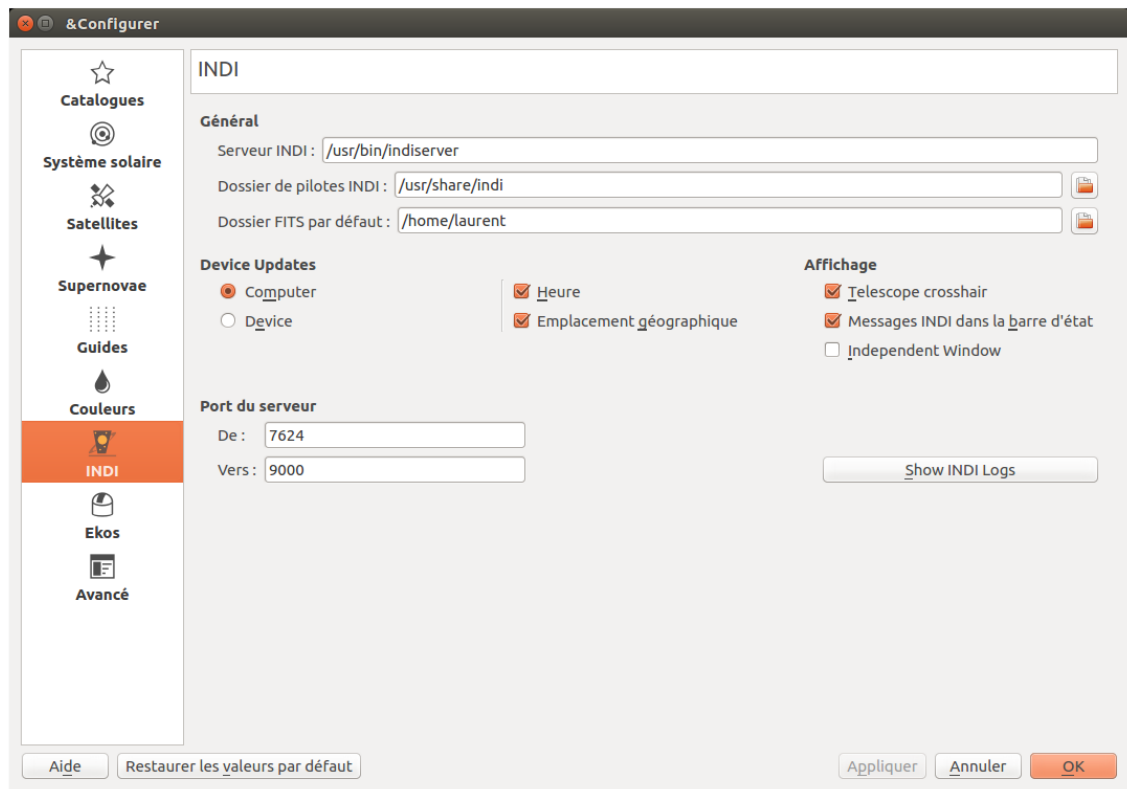 &Configurer
Catalogues
Système solaire
Satellites
Supernovae
Guides
Couleurs
INDI
Ekos
Avancé
INDI
Général
Serveur INDI : /usr/bin/indiserver
Dossier de pilotes INDI : /usr/share/indi
Dossier FITS par défaut : /home/laurent
Device Updates
Computer
Device
Heure
Emplacement géographique
Affichage
Telescope crosshair
Messages INDI dans la barre d'état
Independent Window
Port du serveur
De : 7624
Vers : 9000
Show INDI Logs
Aide Restaurer les valeurs par défaut Appliquer Annuler OK